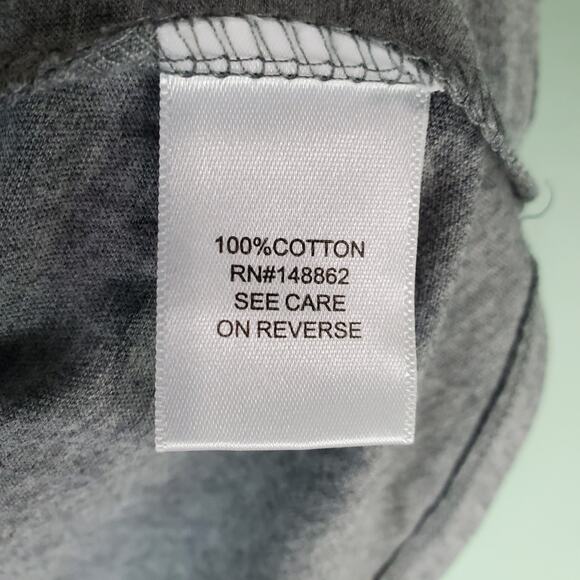 100%COTTON
RN#148862
SEE CARE
ON REVERSE